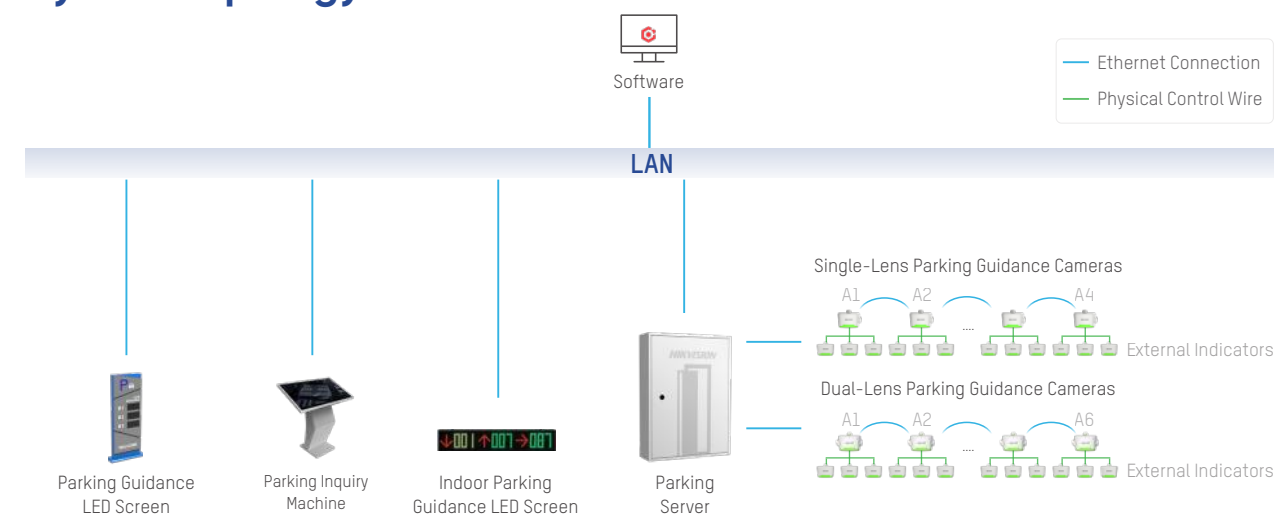 Software
Ethernet Connection
Physical Control Wire
LAN
Single-Lens Parking Guidance Cameras
A1 A2 A4
....
External Indicators
Dual-Lens Parking Guidance Cameras
A1 A2 A6
....
External Indicators
HIKVISION
P
↓001↑007→087
Parking Guidance
LED Screen
Parking Inquiry
Machine
Indoor Parking
Guidance LED Screen
Parking
Server